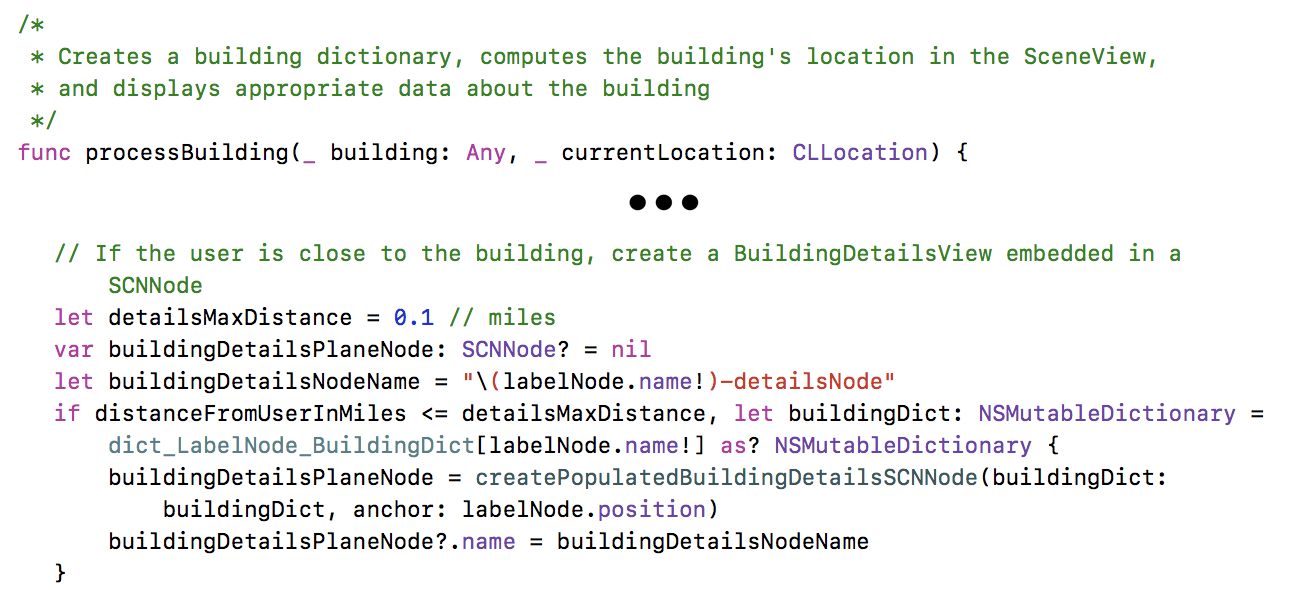 /*
 * Creates a building dictionary, computes the building's location in the SceneView,
 * and displays appropriate data about the building
 */
func processBuilding(_ building: Any, _ currentLocation: CLLocation) {
●●●
// If the user is close to the building, create a BuildingDetailsView embedded in a
SCNNode
let detailsMaxDistance = 0.1 // miles
var buildingDetailsPlaneNode: SCNNode? = nil
let buildingDetailsNodeName = "\(labelNode.name!)-detailsNode"
if distanceFromUserInMiles <= detailsMaxDistance, let buildingDict: NSMutableDictionary =
dict_LabelNode_BuildingDict[labelNode.name!] as? NSMutableDictionary {
buildingDetailsPlaneNode = createPopulatedBuildingDetailsSCNNode(buildingDict:
buildingDict, anchor: labelNode.position)
buildingDetailsPlaneNode?.name = buildingDetailsNodeName
}